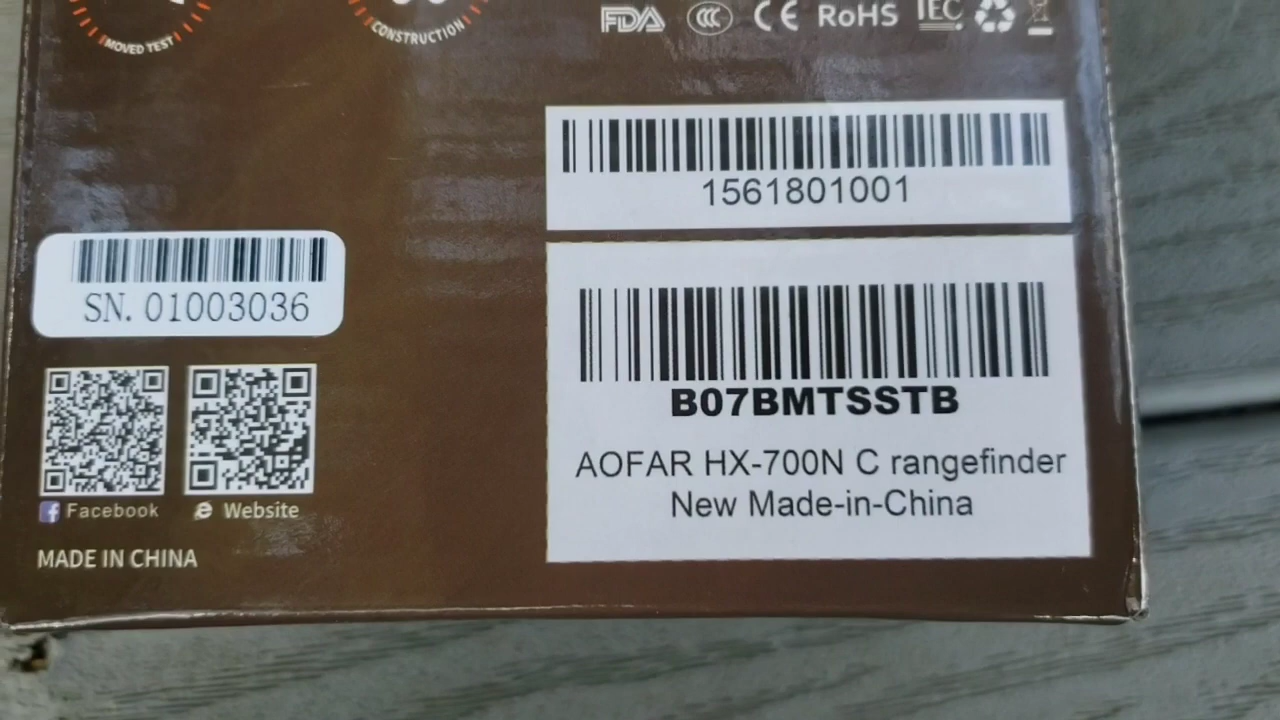 MOVED TEST
CONSTRUCTION
FDA CCC CE RoHS IEC
1561801001
SN. 01003036
B07BMTSSTB
AOFAR HX-700N C rangefinder
New Made-in-China
Facebook
Website
MADE IN CHINA